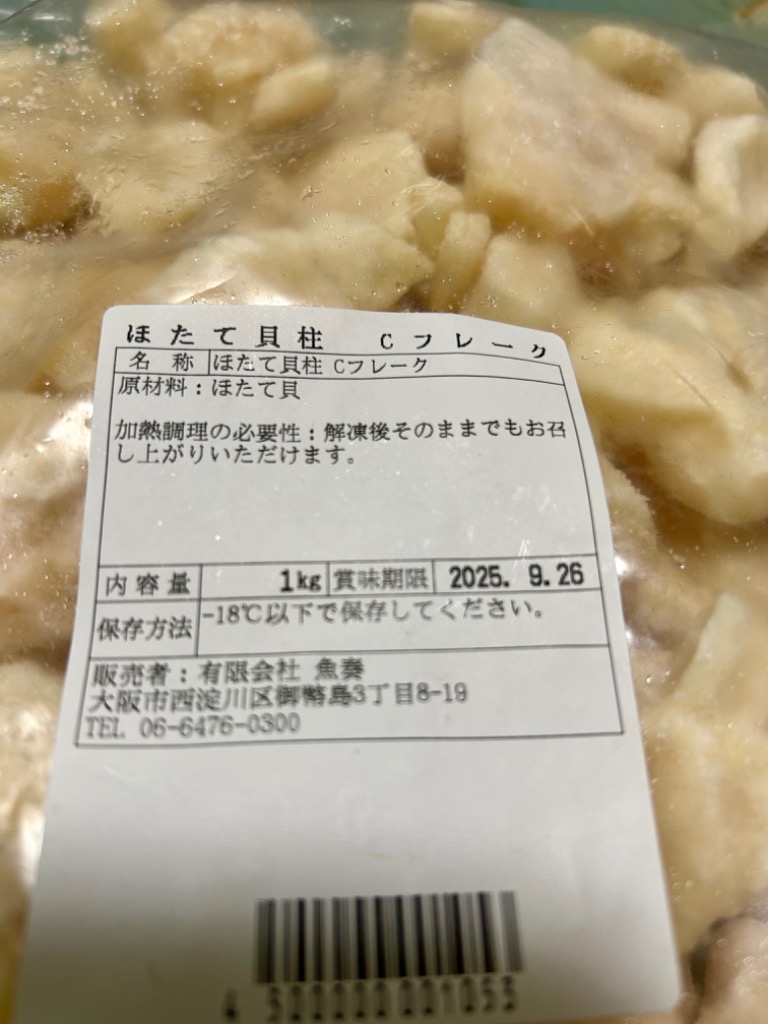 ほたて貝柱 Cフレーク
名称 ほたて貝柱 Cフレーク
原材料：ほたて貝
加熱調理の必要性：解凍後そのままでもお召
し上がりいただけます。
内容量 1kg 賞味期限 2025. 9.26
保存方法 -18℃以下で保存してください。
販売者：有限会社 魚奏
大阪市西淀川区御幣島3丁目8-19
TEL 06-6476-0300